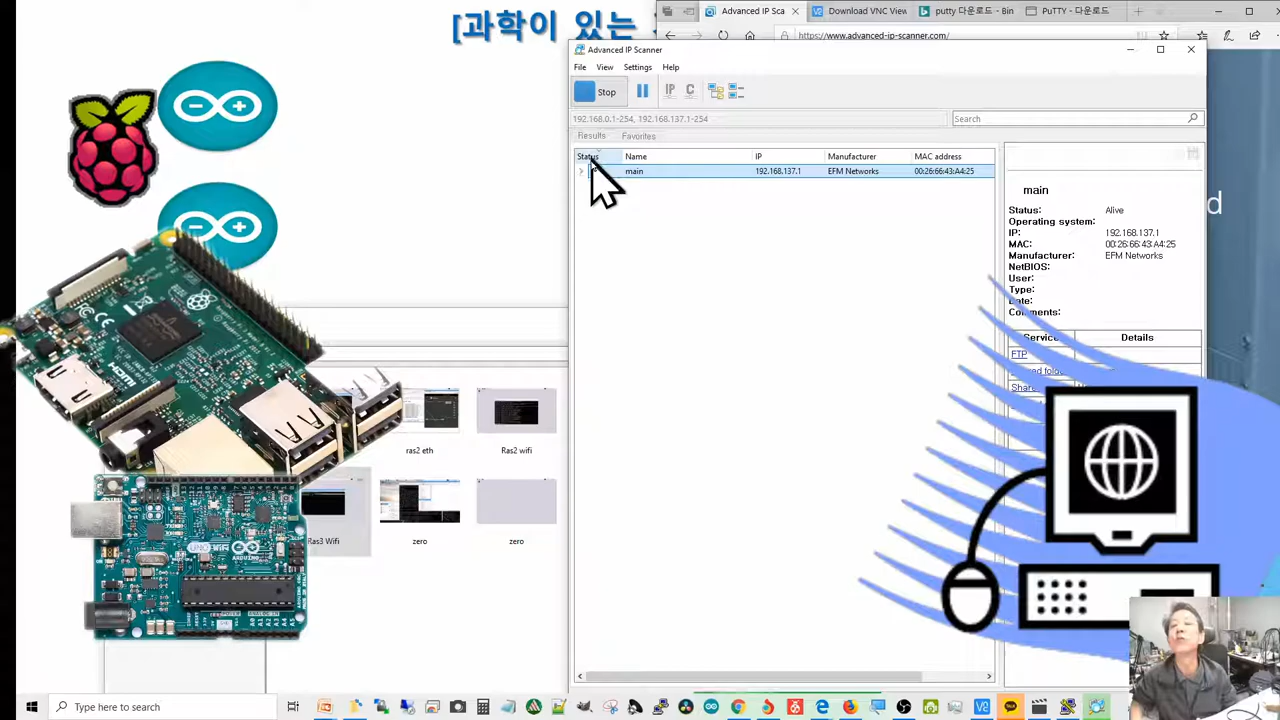 [과학이 있는
Advanced IP Sca
Download VNC View
putty 다운로드 - Bin
PuTTY - 다운로드
https://www.advanced-ip-scanner.com/
Advanced IP Scanner
File View Settings Help
Stop
IP C
192.168.0.1-254, 192.168.137.1-254
Search
Results Favorites
Status Name IP Manufacturer MAC address
main 192.168.137.1 EFM Networks 00:26:66:43:A4:25
main
d
Status: Alive
Operating system:
IP: 192.168.137.1
MAC: 00:26:66:43:A4:25
Manufacturer: EFM Networks
NetBIOS:
User:
Type:
Date:
Comments:
Service Details
FTP
ras2 eth
Ras2 wifi
Ras3 Wifi
zero
zero
Type here to search